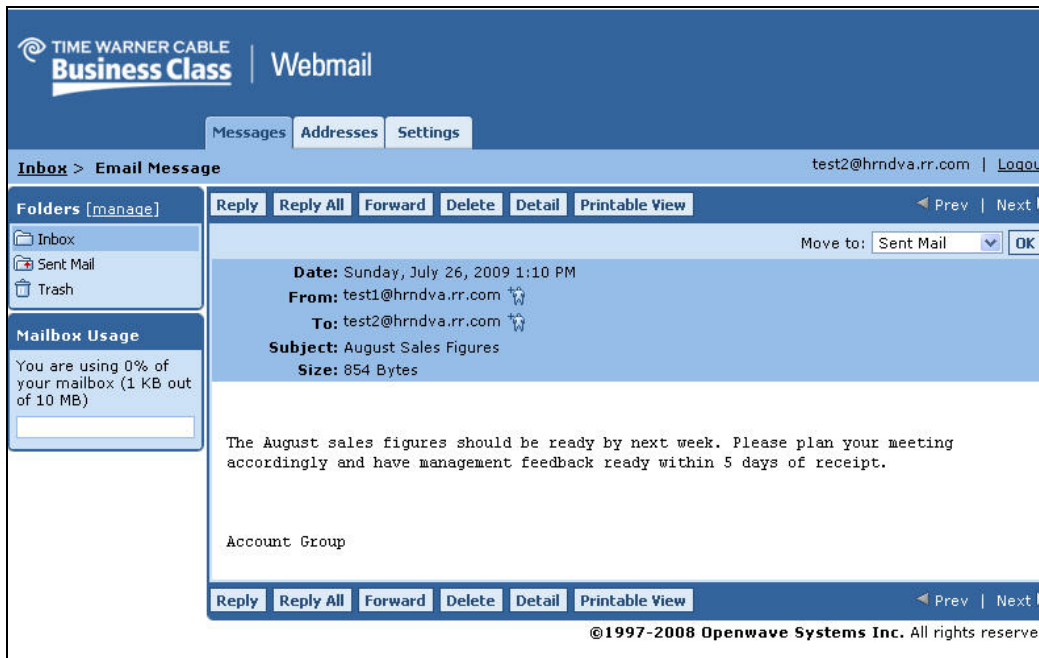 TIME WARNER CABLE
Business Class | Webmail
Messages Addresses Settings
Inbox > Email Message
test2@hrndva.rr.com |
Folders [manage]
Inbox
Sent Mail
Trash
Mailbox Usage
You are using 0% of
your mailbox (1 KB out
of 10 MB)
Reply Reply All Forward Delete Detail Printable View
Prev | Next
Move to: Sent Mail OK
Date: Sunday, July 26, 2009 1:10 PM
From: test1@hrndva.rr.com
To: test2@hrndva.rr.com
Subject: August Sales Figures
Size: 854 Bytes
The August sales figures should be ready by next week. Please plan your meeting
accordingly and have management feedback ready within 5 days of receipt.
Account Group
Reply Reply All Forward Delete Detail Printable View
Prev | Next
©1997-2008 Openwave Systems Inc. All rights